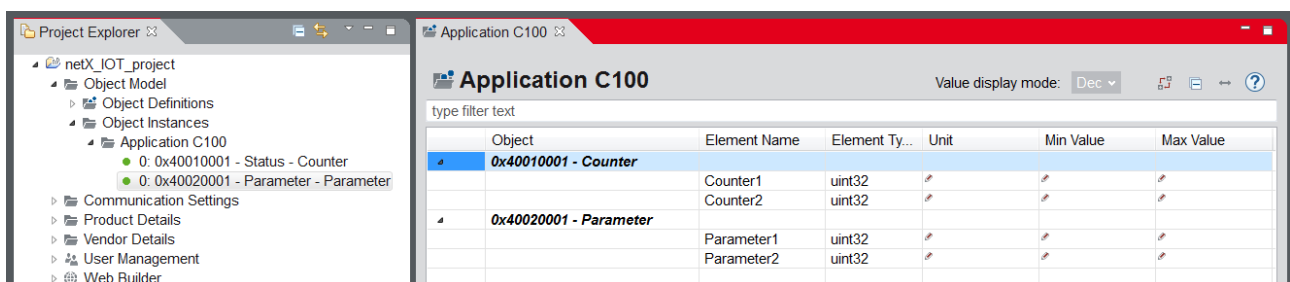 Project Explorer
netX_IOT_project
Object Model
Object Definitions
Object Instances
Application C100
0: 0x40010001 - Status - Counter
0: 0x40020001 - Parameter - Parameter
Communication Settings
Product Details
Vendor Details
User Management
Web Builder
Application C100
Application C100
Value display mode: Dec
type filter text
Object Element Name Element Ty... Unit Min Value Max Value
0x40010001 - Counter
Counter1 uint32
Counter2 uint32
0x40020001 - Parameter
Parameter1 uint32
Parameter2 uint32